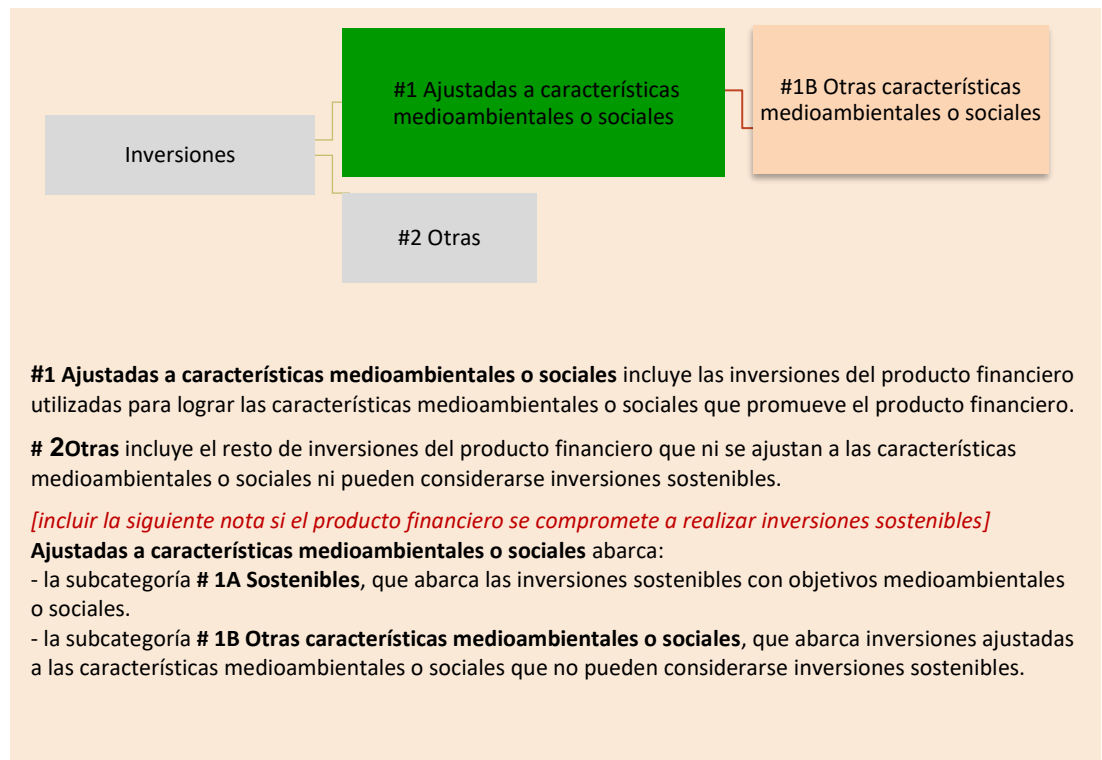 #1 Ajustadas a características
medioambientales o sociales
#1B Otras características
medioambientales o sociales
Inversiones
#2 Otras
#1 Ajustadas a características medioambientales o sociales incluye las inversiones del producto financiero
utilizadas para lograr las características medioambientales o sociales que promueve el producto financiero.
# 2Otras incluye el resto de inversiones del producto financiero que ni se ajustan a las características
medioambientales o sociales ni pueden considerarse inversiones sostenibles.
[incluir la siguiente nota si el producto financiero se compromete a realizar inversiones sostenibles]
Ajustadas a características medioambientales o sociales abarca:
- la subcategoría # 1A Sostenibles, que abarca las inversiones sostenibles con objetivos medioambientales
o sociales.
- la subcategoría # 1B Otras características medioambientales o sociales, que abarca inversiones ajustadas
a las características medioambientales o sociales que no pueden considerarse inversiones sostenibles.